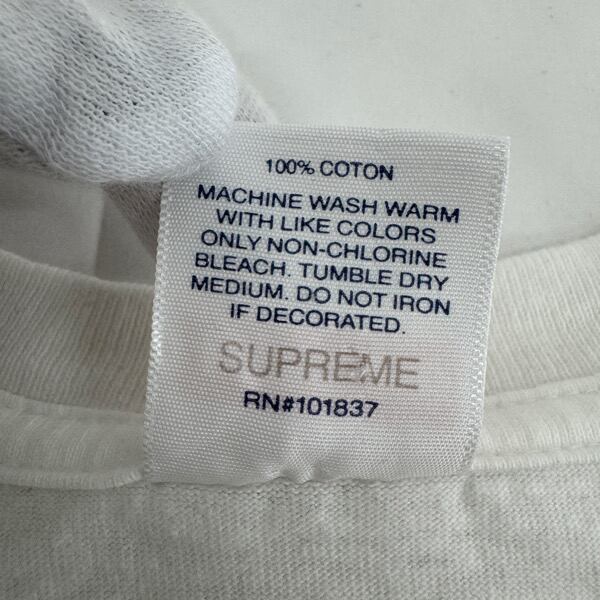 100% COTON
MACHINE WASH WARM
WITH LIKE COLORS
ONLY NON-CHLORINE
BLEACH. TUMBLE DRY
MEDIUM. DO NOT IRON
IF DECORATED.
SUPREME
RN#101837